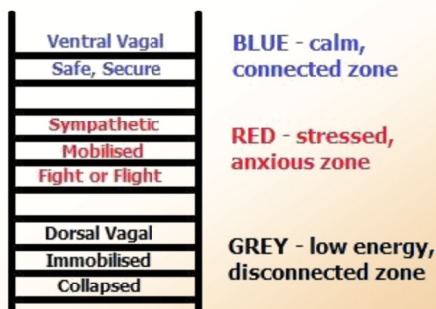 Ventral Vagal
Safe, Secure
BLUE - calm,
connected zone
Sympathetic
Mobilised
Fight or Flight
RED - stressed,
anxious zone
Dorsal Vagal
Immobilised
Collapsed
GREY - low energy,
disconnected zone